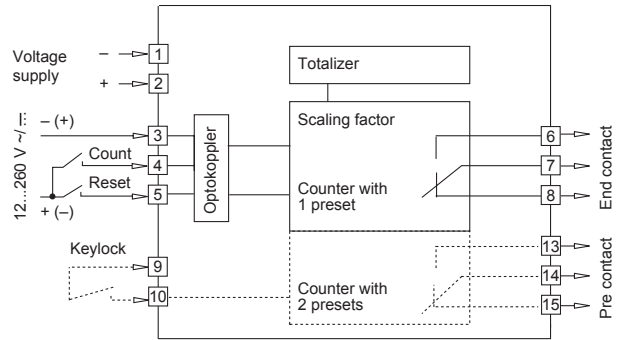 Voltage
supply
– 1
+ 2
Totalizer
12...260 V ~/⎓
– (+) 3
Count 4
Reset 5
+ (–)
Optokoppler
Scaling factor
Counter with
1 preset
6
7
8
End contact
Keylock
9
10
Counter with
2 presets
13
14
15
Pre contact